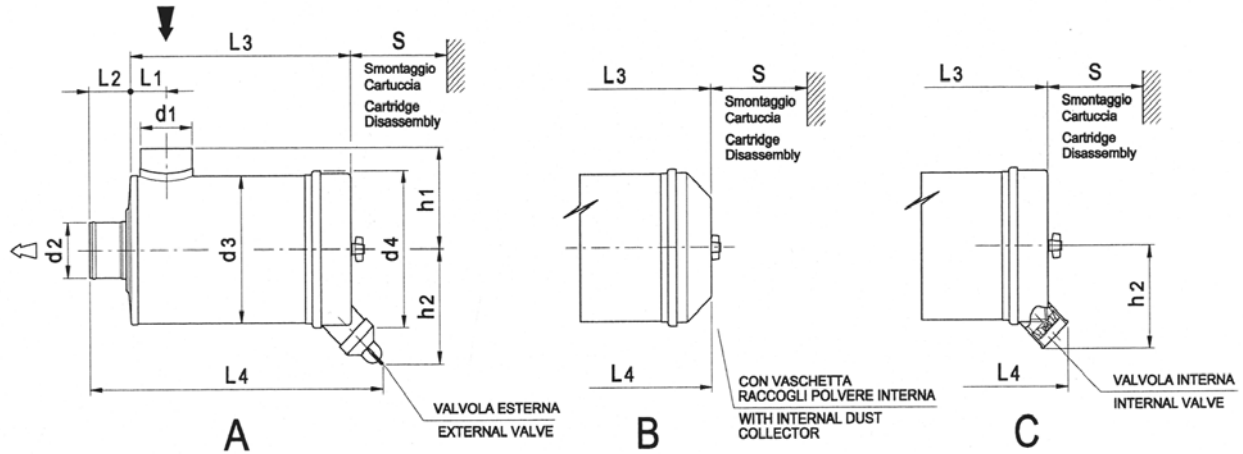 L3
S
L2
L1
Smontaggio
Cartuccia
Cartridge
Disassembly
d1
h1
d2
d3
d4
h2
L4
VALVOLA ESTERNA
EXTERNAL VALVE
A
L3
S
Smontaggio
Cartuccia
Cartridge
Disassembly
L4
CON VASCHETTA
RACCOGLI POLVERE INTERNA
WITH INTERNAL DUST
COLLECTOR
B
L3
S
Smontaggio
Cartuccia
Cartridge
Disassembly
h2
L4
VALVOLA INTERNA
INTERNAL VALVE
C